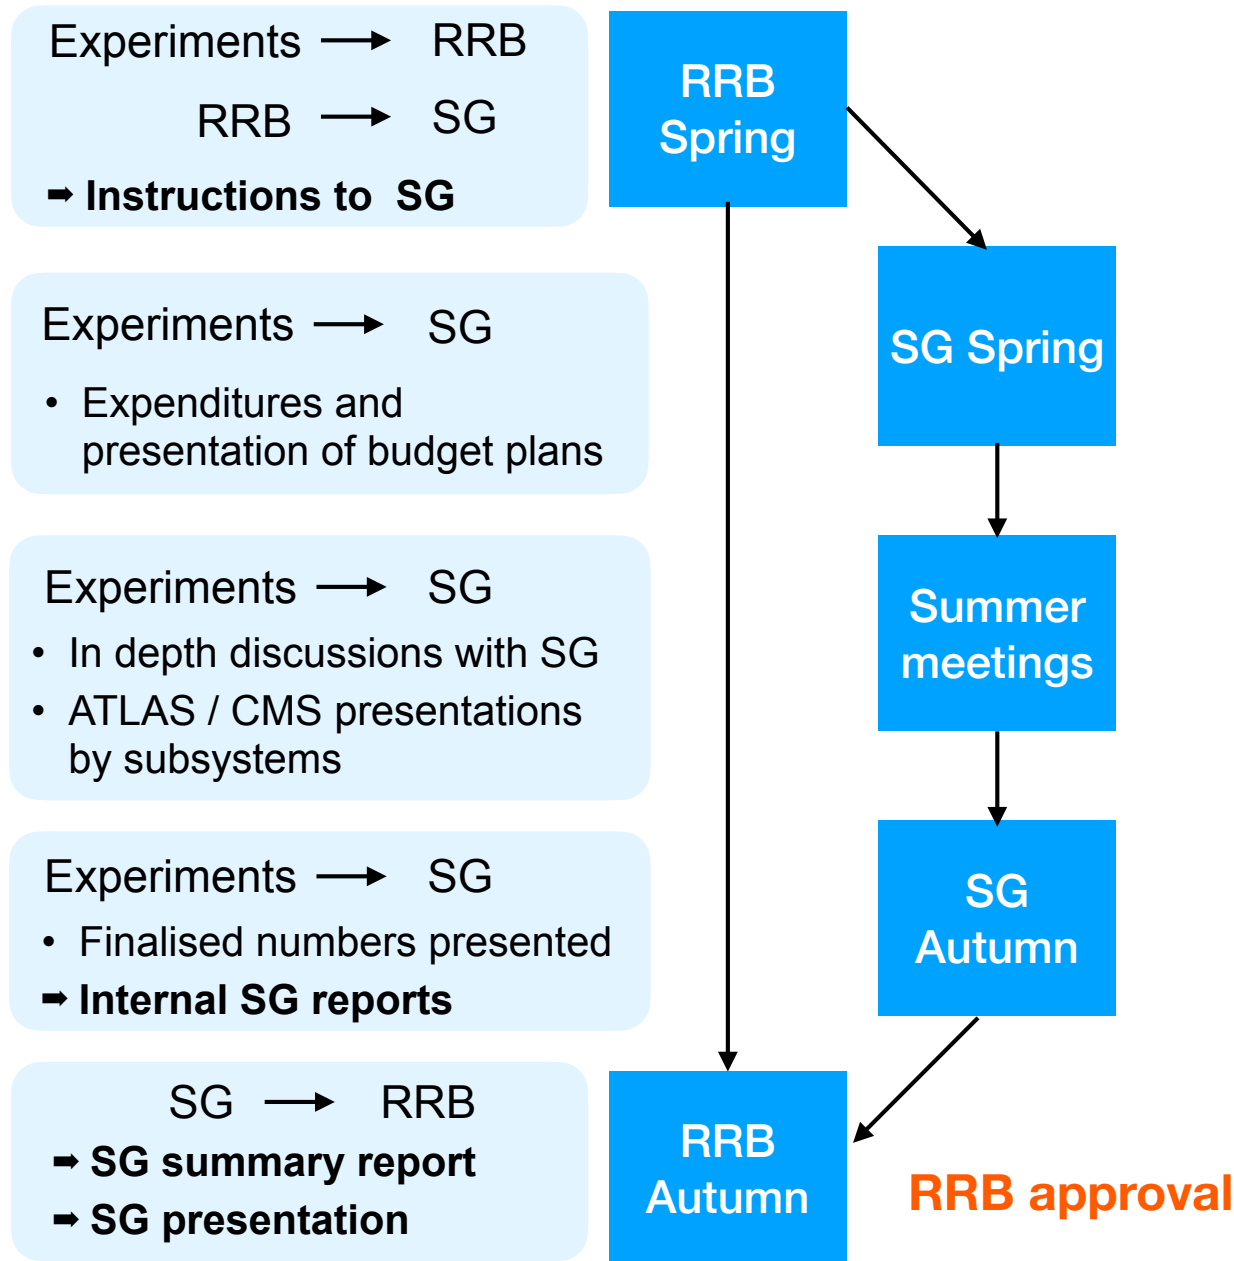 Experiments → RRB
RRB → SG
➡ Instructions to SG
RRB
Spring
Experiments → SG
• Expenditures and
presentation of budget plans
SG Spring
Experiments → SG
• In depth discussions with SG
• ATLAS / CMS presentations
by subsystems
Summer
meetings
Experiments → SG
• Finalised numbers presented
➡ Internal SG reports
SG
Autumn
SG → RRB
➡ SG summary report
➡ SG presentation
RRB
Autumn
RRB approval